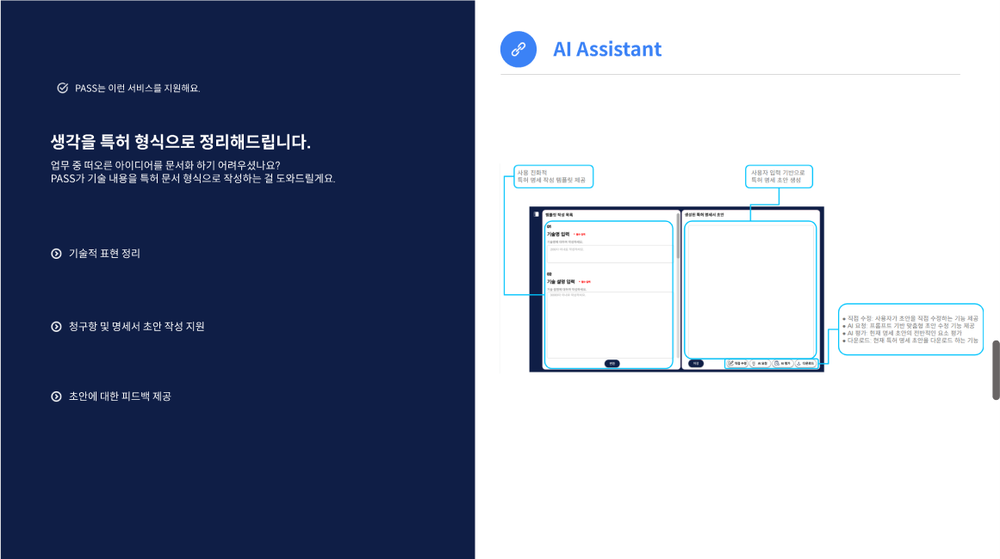 PASS는 이런 서비스를 지원해요.
생각을 특허 형식으로 정리해드립니다.
업무 중 떠오른 아이디어를 문서화 하기 어려우셨나요?
PASS가 기술 내용을 특허 문서 형식으로 작성하는 걸 도와드릴게요.
기술적 표현 정리
청구항 및 명세서 초안 작성 지원
초안에 대한 피드백 제공
AI Assistant
사용 친화적
특허 명세 작성 템플릿 제공
사용자 입력 기반으로
특허 명세 초안 생성
템플릿 작성 목록
01
기술명 입력 * 필수 입력
02
기술 설명 입력 * 필수 입력
생성된 특허 명세서 초안
직접 수정
AI 요청
AI 평가
다운로드
● 직접 수정: 사용자가 초안을 직접 수정하는 기능 제공
● AI 요청: 프롬프트 기반 맞춤형 초안 수정 기능 제공
● AI 평가: 현재 명세 초안의 전반적인 요소 평가
● 다운로드: 현재 특허 명세 초안을 다운로드 하는 기능